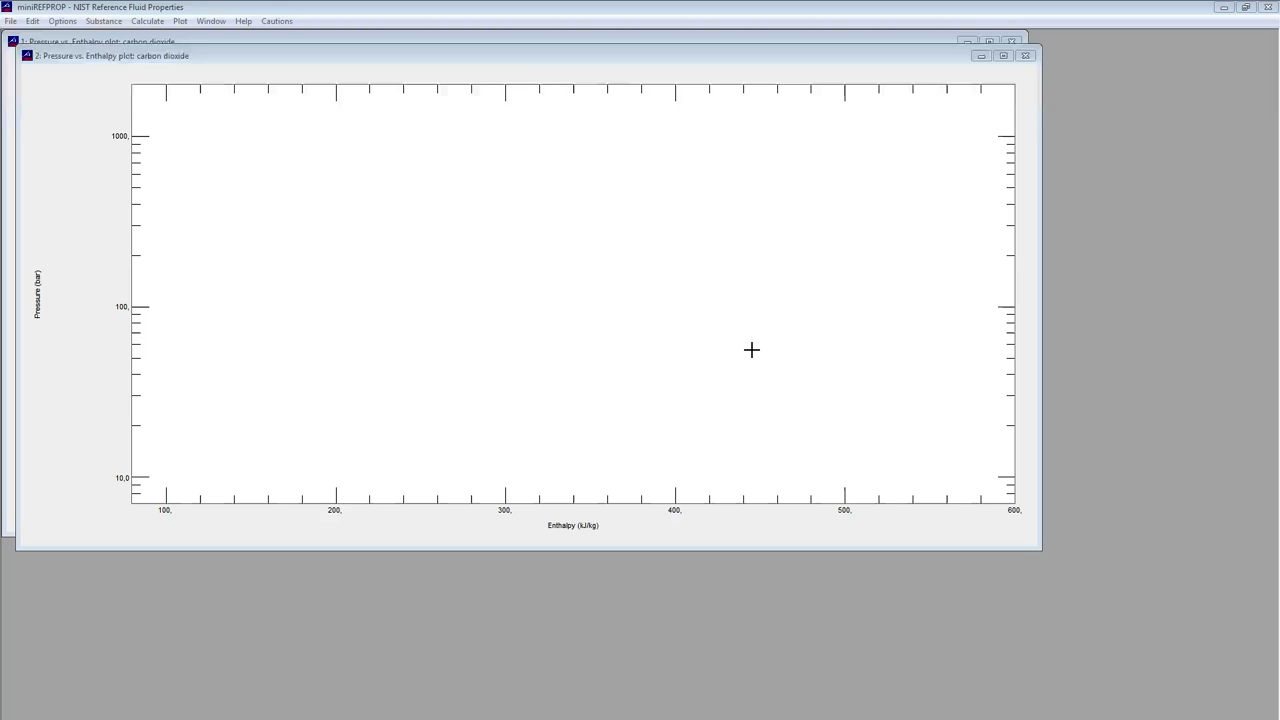 miniREFPROP - NIST Reference Fluid Properties
File Edit Options Substance Calculate Plot Window Help Cautions
1: Pressure vs. Enthalpy plot: carbon dioxide
2: Pressure vs. Enthalpy plot: carbon dioxide
1000,
100,
10,0
Pressure (bar)
100, 200, 300, 400, 500, 600,
Enthalpy (kJ/kg)